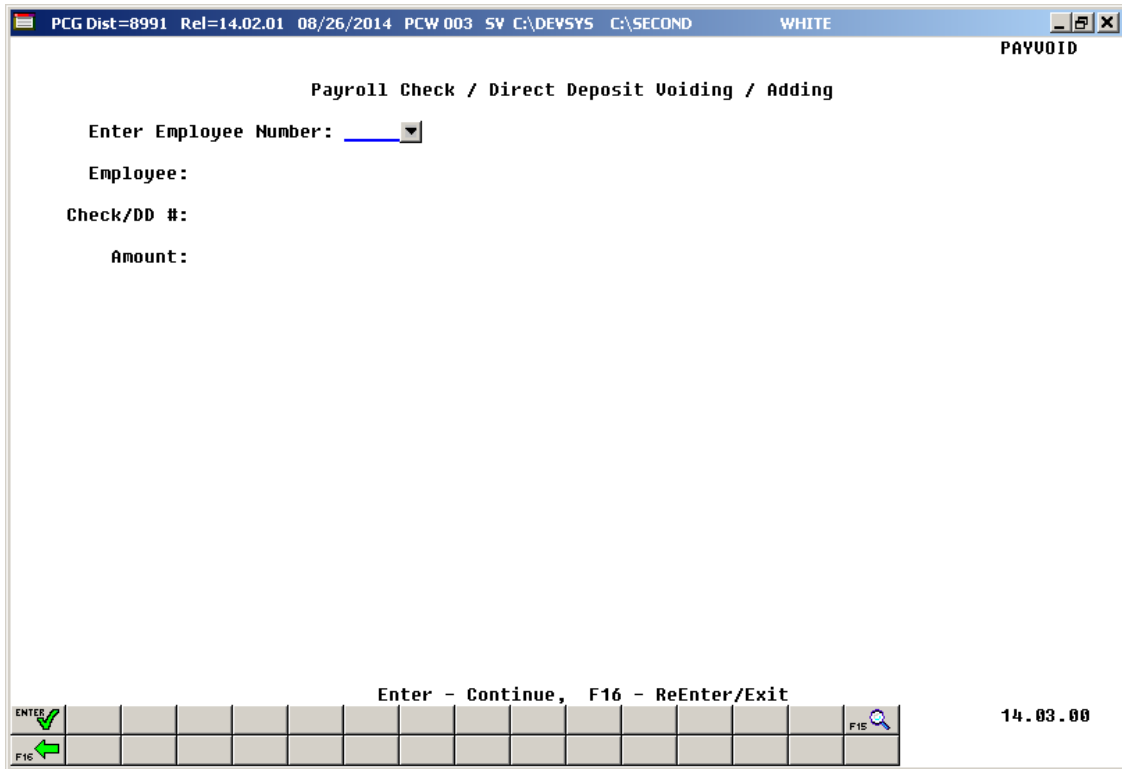 PCG Dist=8991 Rel=14.02.01 08/26/2014 PCW 003 SV C:\DEVSYS C:\SECOND WHITE
PAYVOID
Payroll Check / Direct Deposit Voiding / Adding
Enter Employee Number:
Employee:
Check/DD #:
Amount:
Enter - Continue, F16 - ReEnter/Exit
ENTER
F15
14.03.00
F16